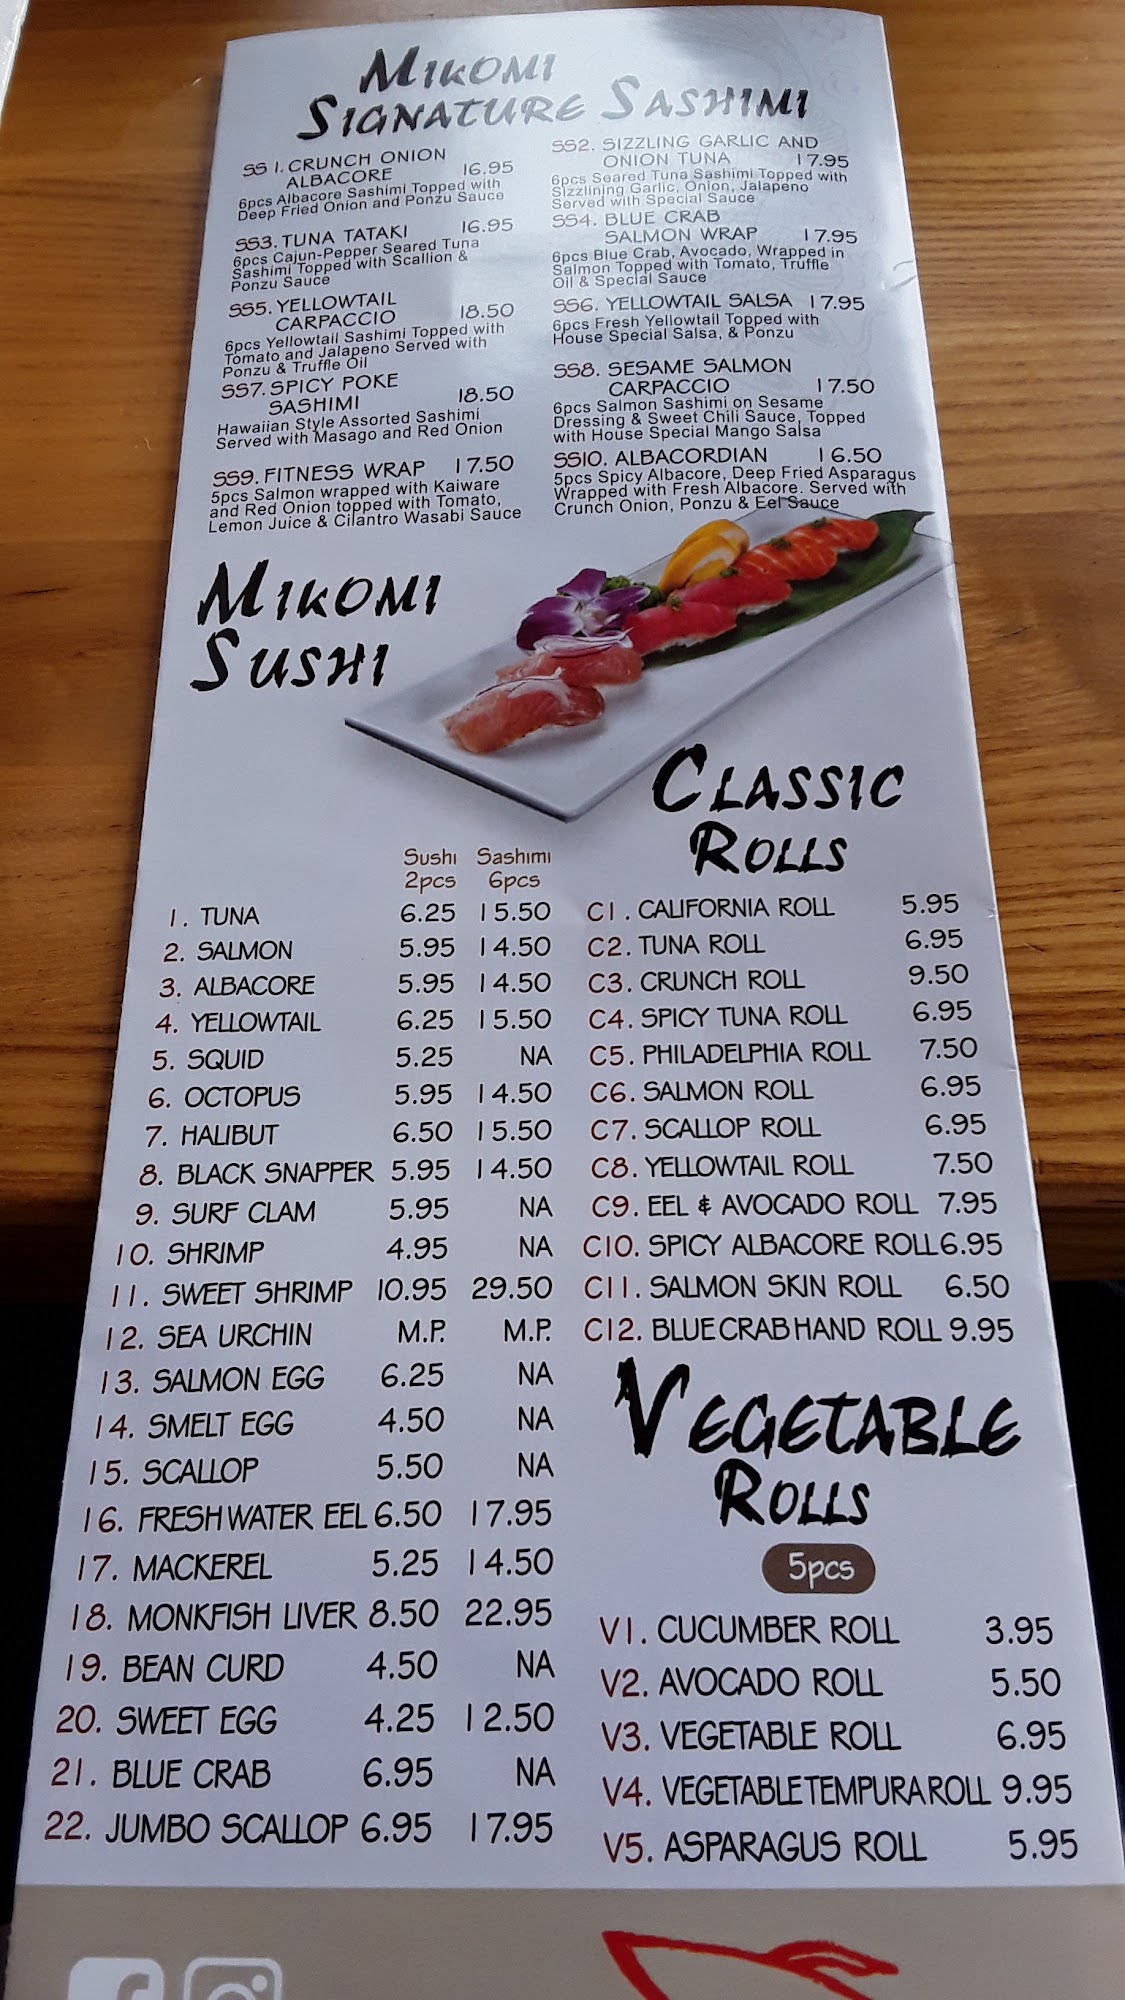 MIKOMI
SIGNATURE SASHIMI
SS1. CRUNCH ONION
ALBACORE 16.95
6pcs Albacore Sashimi Topped with
Deep Fried Onion and Ponzu Sauce
SS2. SIZZLING GARLIC AND
ONION TUNA 17.95
6pcs Seared Tuna Sashimi Topped with
Sizzlining Garlic, Onion, Jalapeno
Served with Special Sauce
SS3. TUNA TATAKI 16.95
6pcs Cajun-Pepper Seared Tuna
Sashimi Topped with Scallion &
Ponzu Sauce
SS4. BLUE CRAB
SALMON WRAP 17.95
6pcs Blue Crab, Avocado, Wrapped in
Salmon Topped with Tomato, Truffle
Oil & Special Sauce
SS5. YELLOWTAIL
CARPACCIO 18.50
6pcs Yellowtail Sashimi Topped with
Tomato and Jalapeno Served with
Ponzu & Truffle Oil
SS6. YELLOWTAIL SALSA 17.95
6pcs Fresh Yellowtail Topped with
House Special Salsa, & Ponzu
SS7. SPICY POKE
SASHIMI 18.50
Hawaiian Style Assorted Sashimi
Served with Masago and Red Onion
SS8. SESAME SALMON
CARPACCIO 17.50
6pcs Salmon Sashimi on Sesame
Dressing & Sweet Chili Sauce, Topped
with House Special Mango Salsa
SS9. FITNESS WRAP 17.50
5pcs Salmon wrapped with Kaiware
and Red Onion topped with Tomato,
Lemon Juice & Cilantro Wasabi Sauce
SS10. ALBACORDIAN 16.50
5pcs Spicy Albacore, Deep Fried Asparagus
Wrapped with Fresh Albacore. Served with
Crunch Onion, Ponzu & Eel Sauce
MIKOMI
SUSHI
Sushi Sashimi
2pcs 6pcs
1. TUNA 6.25 15.50
2. SALMON 5.95 14.50
3. ALBACORE 5.95 14.50
4. YELLOWTAIL 6.25 15.50
5. SQUID 5.25 NA
6. OCTOPUS 5.95 14.50
7. HALIBUT 6.50 15.50
8. BLACK SNAPPER 5.95 14.50
9. SURF CLAM 5.95 NA
10. SHRIMP 4.95 NA
11. SWEET SHRIMP 10.95 29.50
12. SEA URCHIN M.P. M.P.
13. SALMON EGG 6.25 NA
14. SMELT EGG 4.50 NA
15. SCALLOP 5.50 NA
16. FRESHWATER EEL 6.50 17.95
17. MACKEREL 5.25 14.50
18. MONKFISH LIVER 8.50 22.95
19. BEAN CURD 4.50 NA
20. SWEET EGG 4.25 12.50
21. BLUE CRAB 6.95 NA
22. JUMBO SCALLOP 6.95 17.95
CLASSIC
ROLLS
C1. CALIFORNIA ROLL 5.95
C2. TUNA ROLL 6.95
C3. CRUNCH ROLL 9.50
C4. SPICY TUNA ROLL 6.95
C5. PHILADELPHIA ROLL 7.50
C6. SALMON ROLL 6.95
C7. SCALLOP ROLL 6.95
C8. YELLOWTAIL ROLL 7.50
C9. EEL & AVOCADO ROLL 7.95
C10. SPICY ALBACORE ROLL 6.95
C11. SALMON SKIN ROLL 6.50
C12. BLUE CRAB HAND ROLL 9.95
VEGETABLE
ROLLS
5pcs
V1. CUCUMBER ROLL 3.95
V2. AVOCADO ROLL 5.50
V3. VEGETABLE ROLL 6.95
V4. VEGETABLE TEMPURA ROLL 9.95
V5. ASPARAGUS ROLL 5.95